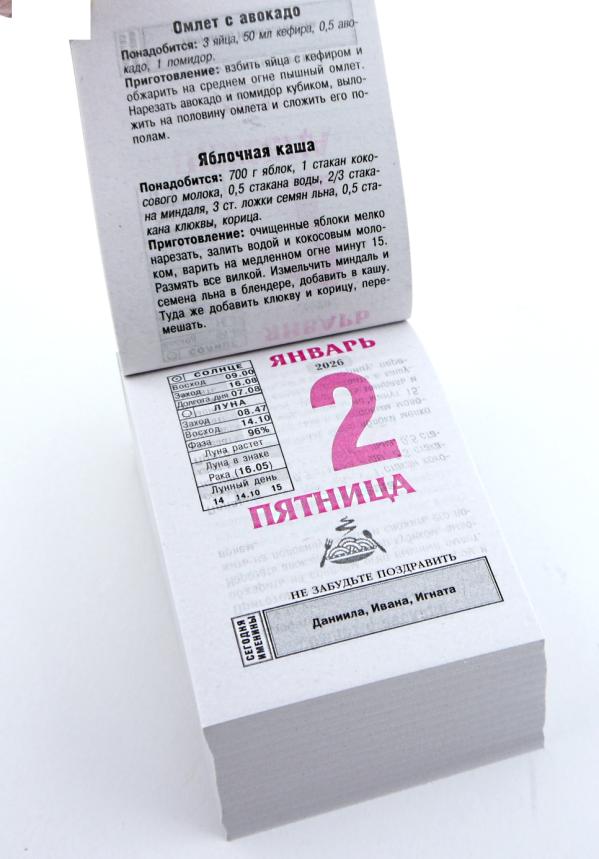 Омлет с авокадо
Понадобится: 3 яйца, 50 мл кефира, 0,5 аво-
кадо, 1 помидор.
Приготовление: взбить яйца с кефиром и
обжарить на среднем огне пышный омлет.
Нарезать авокадо и помидор кубиком, выло-
жить на половину омлета и сложить его по-
полам.
Яблочная каша
Понадобится: 700 г яблок, 1 стакан коко-
сового молока, 0,5 стакана воды, 2/3 стака-
на миндаля, 3 ст. ложки семян льна, 0,5 ста-
кана клюквы, корица.
Приготовление: очищенные яблоки мелко
нарезать, залить водой и кокосовым моло-
ком, варить на медленном огне минут 15.
Размять все вилкой. Измельчить миндаль и
семена льна в блендере, добавить в кашу.
Туда же добавить клюкву и корицу, пере-
мешать.
ЯНВАРЬ
2026
2
ПЯТНИЦА
СОЛНЦЕ
Восход 09.00
Заход 16.08
Долгота дня 07.08
ЛУНА
Заход 08.47
Восход 14.10
Фаза 96%
Луна растет
Луна в знаке
Рака (16.05)
Лунный день
14 14.10 15
НЕ ЗАБУДЬТЕ ПОЗДРАВИТЬ
СЕГОДНЯ
ИМЕНИНЫ
Даниила, Ивана, Игната